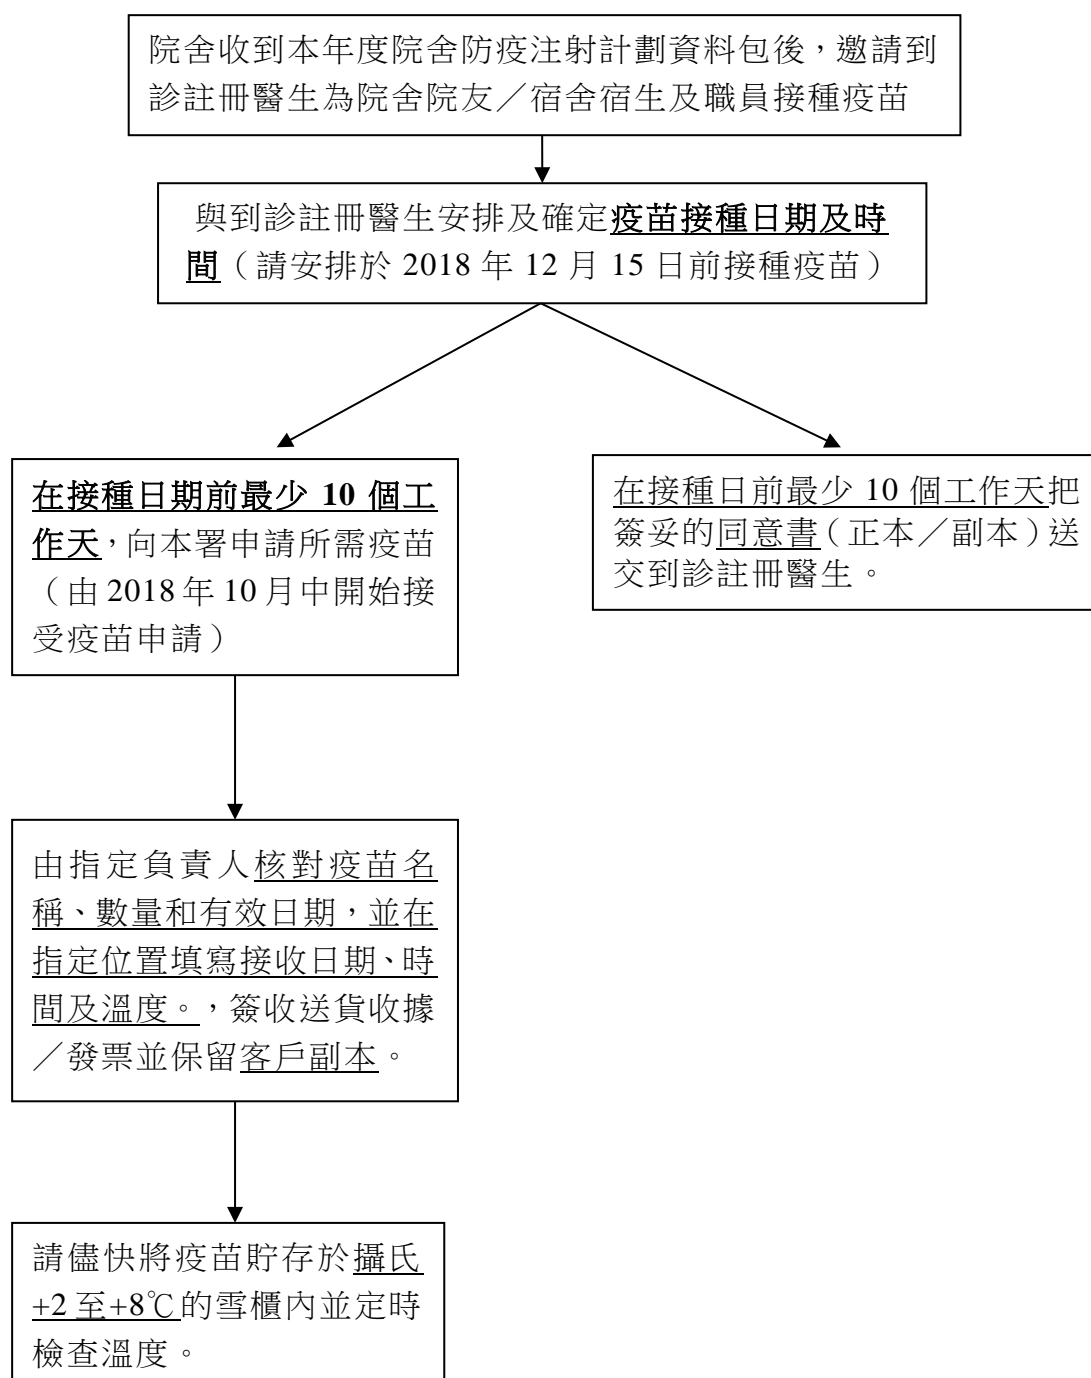 院舍收到本年度院舍防疫注射計劃資料包後，邀請到
診註冊醫生為院舍院友／宿舍宿生及職員接種疫苗
與到診註冊醫生安排及確定疫苗接種日期及時
間（請安排於 2018 年 12 月 15 日前接種疫苗）
在接種日期前最少 10 個工
作天，向本署申請所需疫苗
（由 2018 年 10 月中開始接
受疫苗申請）
在接種日前最少 10 個工作天把
簽妥的同意書（正本／副本）送
交到診註冊醫生。
由指定負責人核對疫苗名
稱、數量和有效日期，並在
指定位置填寫接收日期、時
間及溫度。，簽收送貨收據
／發票並保留客戶副本。
請儘快將疫苗貯存於攝氏
+2 至+8℃的雪櫃內並定時
檢查溫度。